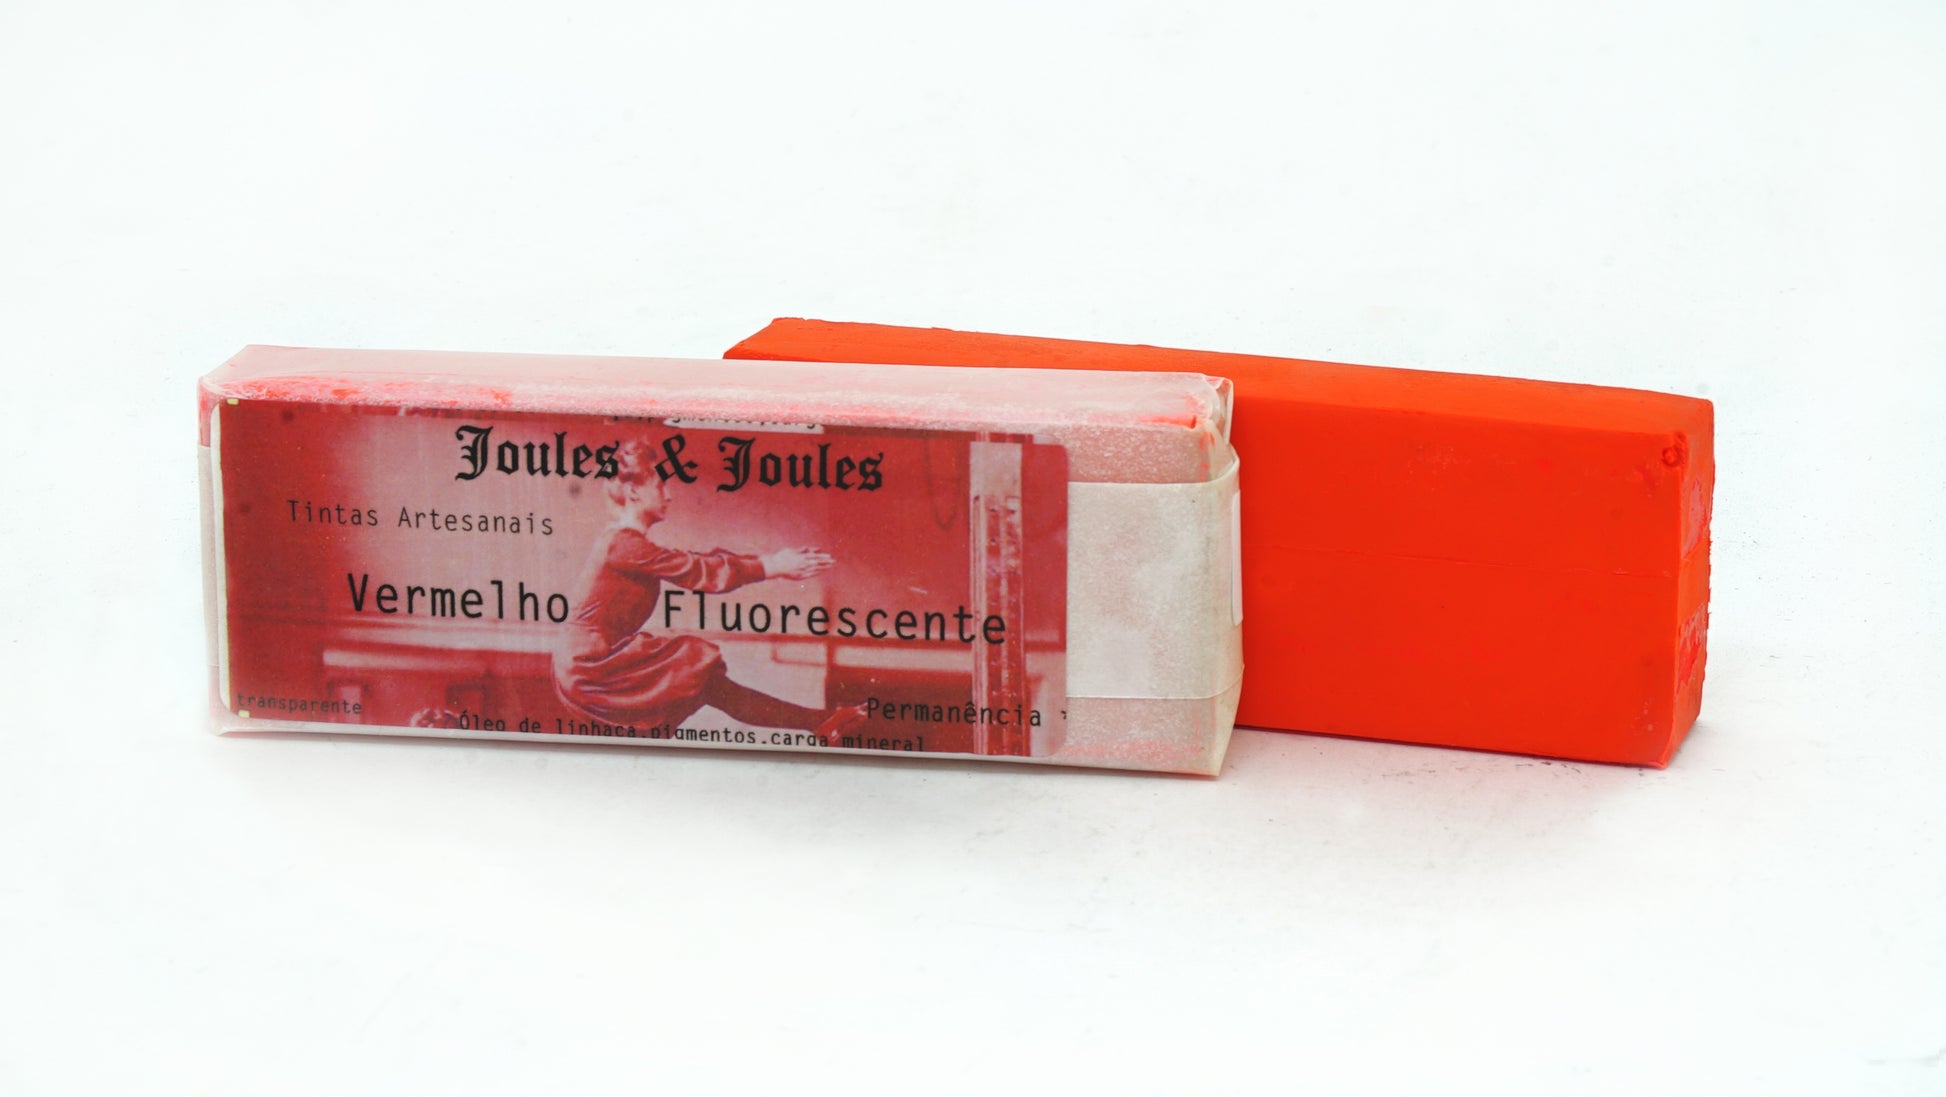 Joules & Joules
Tintas Artesanais
Vermelho Fluorescente
transparente
Permanência *
Óleo de linhaça,pigmentos,carga mineral